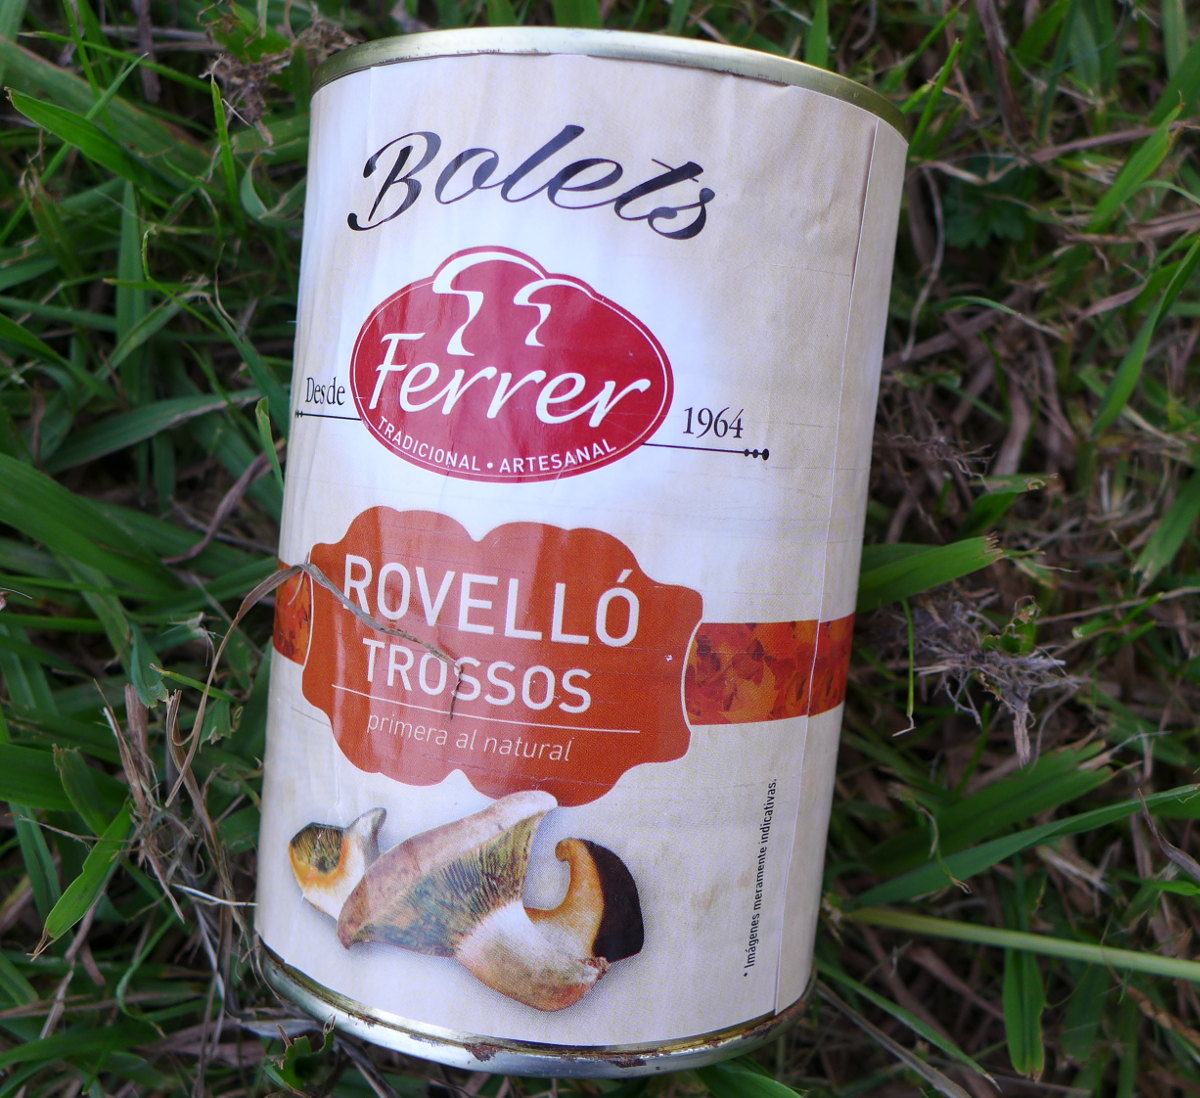 Bolets
Ferrer
Desde 1964
TRADICIONAL • ARTESANAL
ROVELLÓ
TROSSOS
primera al natural
• Imágenes meramente indicativas.